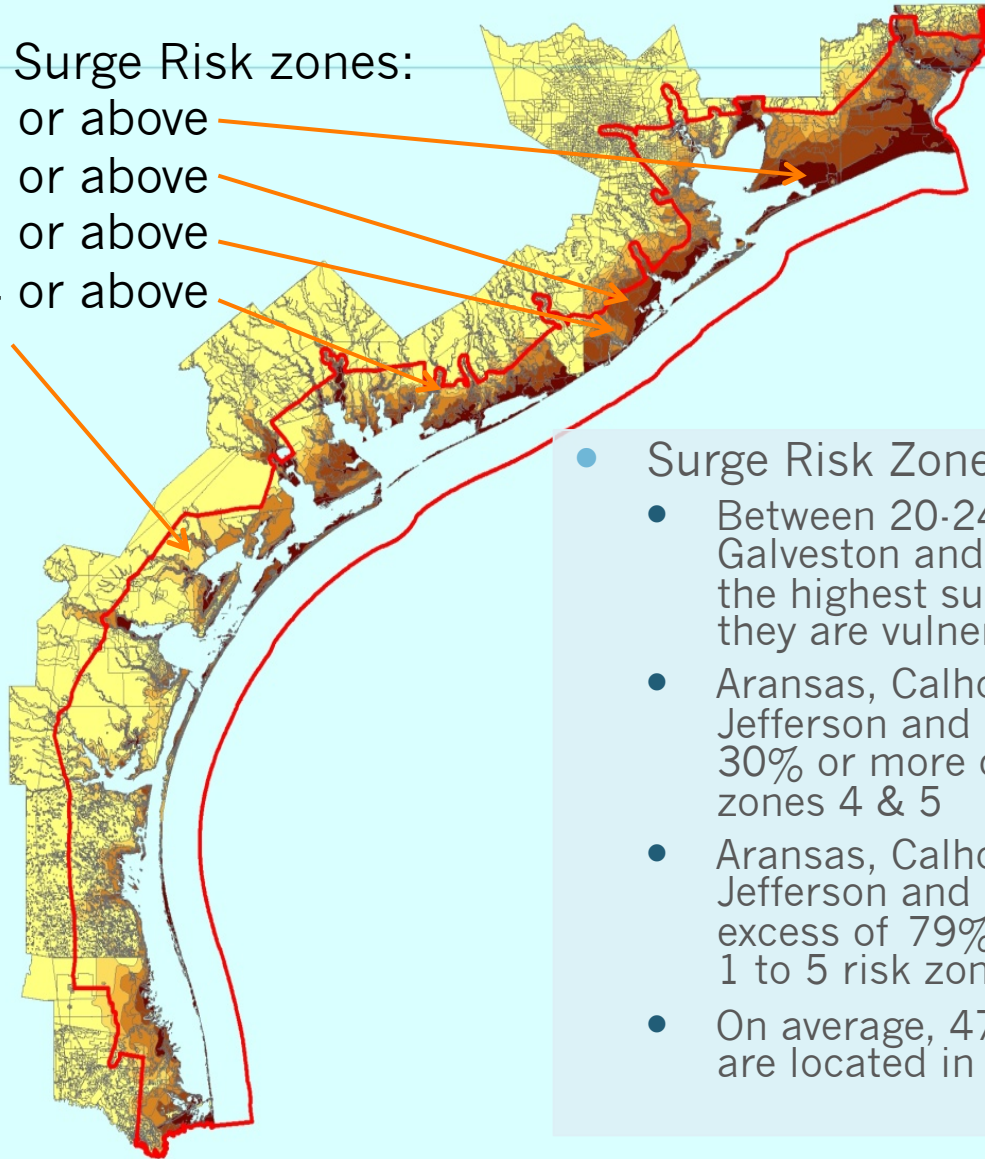 Surge Risk zones:
or above
or above
or above
or above
Surge Risk Zone
Between 20-24
Galveston and
the highest su
they are vulner
Aransas, Calho
Jefferson and
30% or more o
zones 4 & 5
Aransas, Calho
Jefferson and
excess of 79%
1 to 5 risk zon
On average, 47
are located in